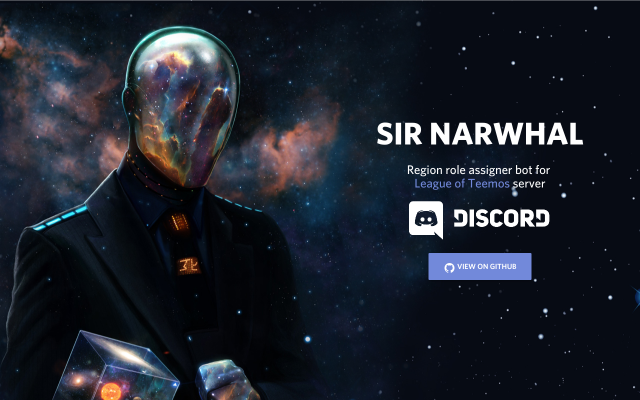 SIR NARWHAL
Region role assigner bot for
League of Teemos server
DISCORD
VIEW ON GITHUB